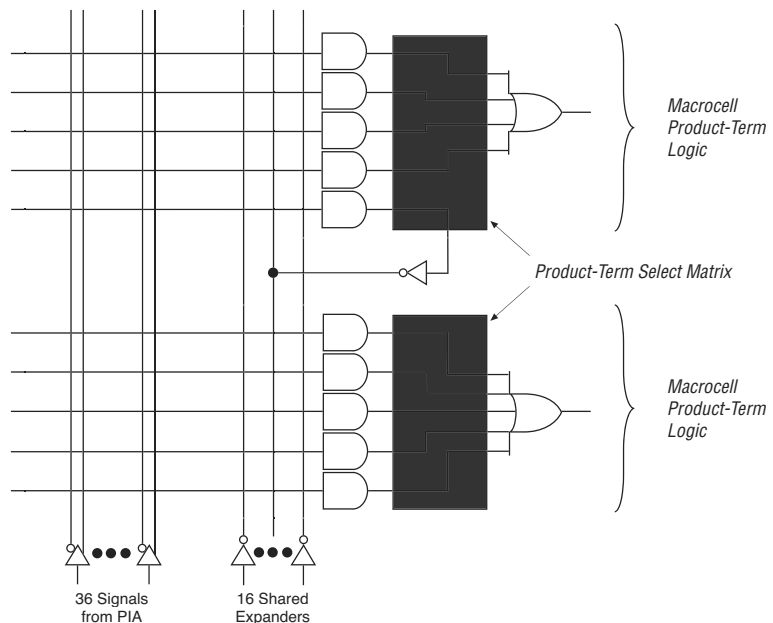 Macrocell
Product-Term
Logic
Product-Term Select Matrix
Macrocell
Product-Term
Logic
36 Signals
from PIA
16 Shared
Expanders